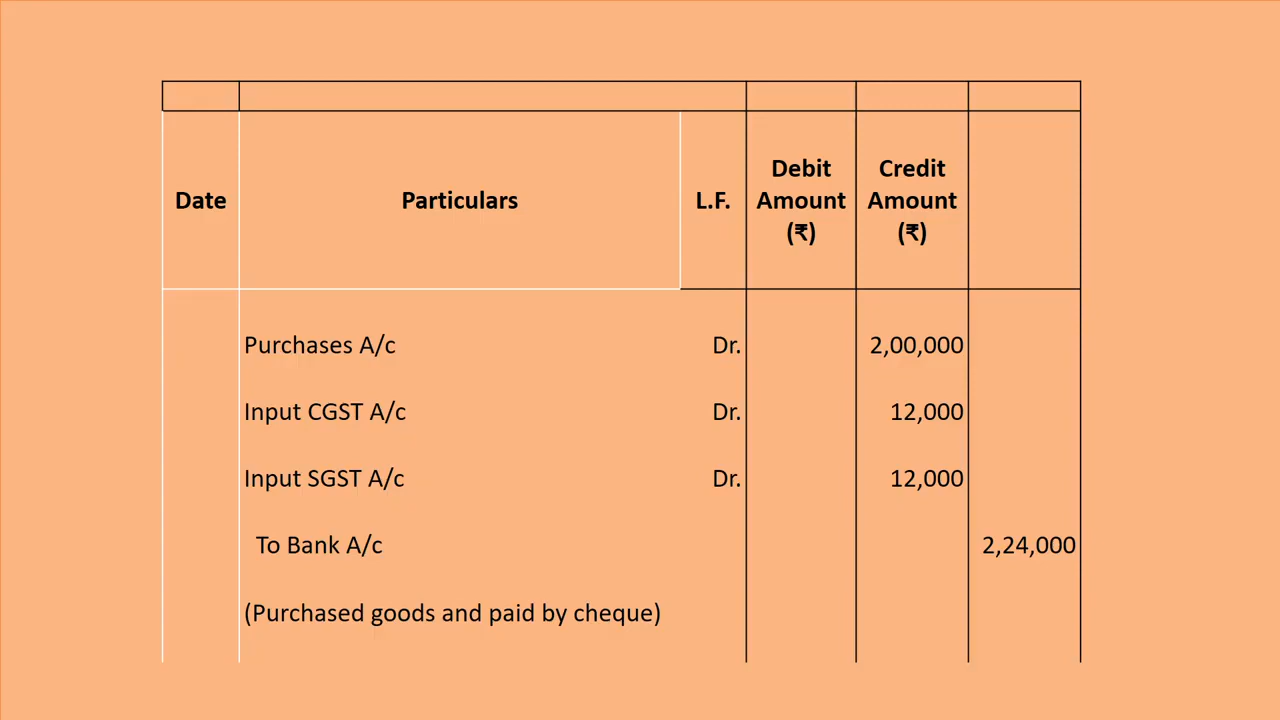 Date Particulars L.F. Debit Amount (₹) Credit Amount (₹)
Purchases A/c Dr. 2,00,000
Input CGST A/c Dr. 12,000
Input SGST A/c Dr. 12,000
To Bank A/c 2,24,000
(Purchased goods and paid by cheque)